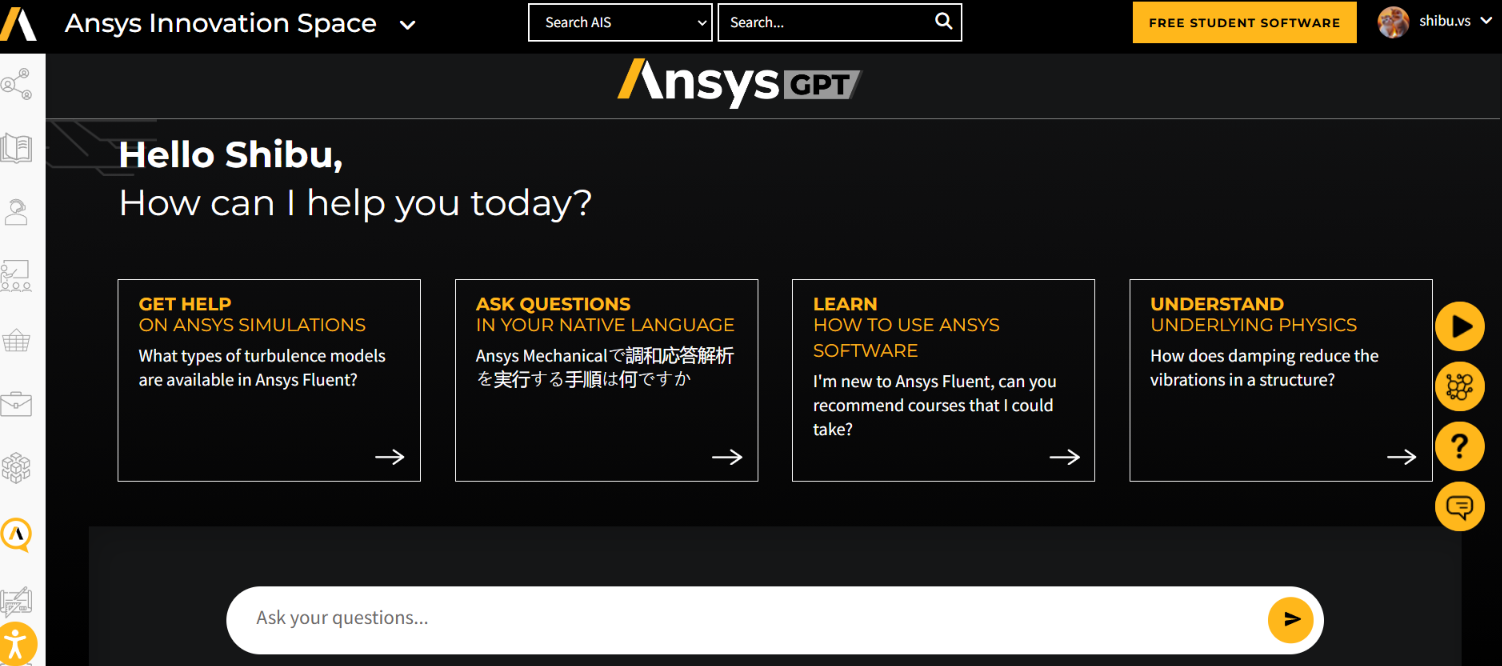 Ansys Innovation Space
Search AIS
Search...
FREE STUDENT SOFTWARE
shibu.vs
Ansys GPT
Hello Shibu,
How can I help you today?
GET HELP
ON ANSYS SIMULATIONS
What types of turbulence models
are available in Ansys Fluent?
ASK QUESTIONS
IN YOUR NATIVE LANGUAGE
Ansys Mechanicalで調和応答解析
を実行する手順は何ですか
LEARN
HOW TO USE ANSYS
SOFTWARE
I'm new to Ansys Fluent, can you
recommend courses that I could
take?
UNDERSTAND
UNDERLYING PHYSICS
How does damping reduce the
vibrations in a structure?
?
Ask your questions...